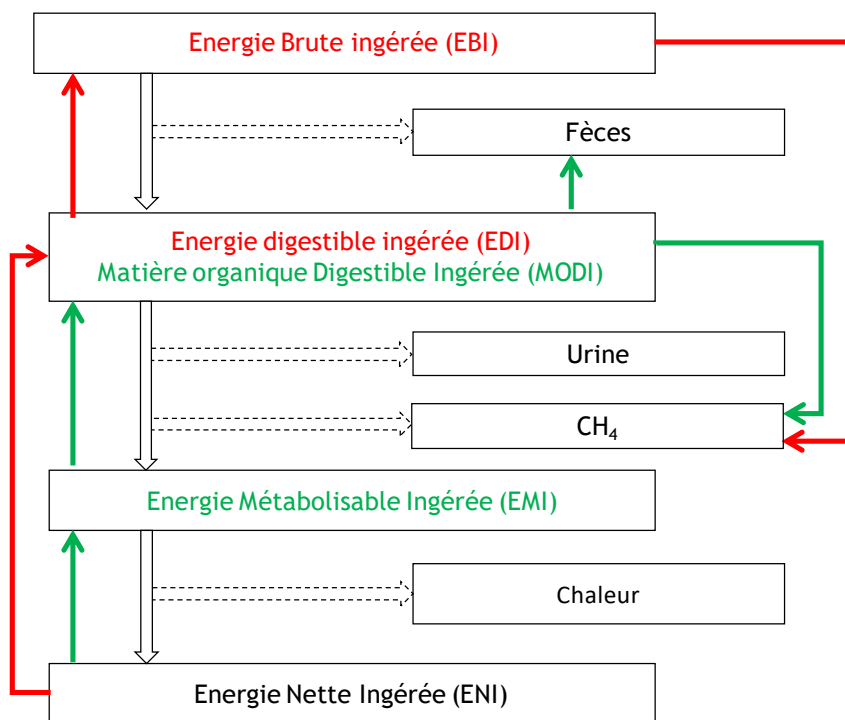 Energie Brute ingérée (EBI)
Fèces
Energie digestible ingérée (EDI)
Matière organique Digestible Ingérée (MODI)
Urine
CH₄
Energie Métabolisable Ingérée (EMI)
Chaleur
Energie Nette Ingérée (ENI)